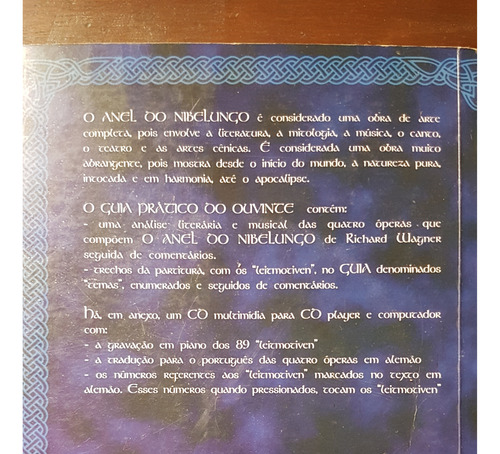 O ANEL DO NIBELUNGO é considerado uma obra de arte
completa, pois envolve a literatura, a mitologia, a música, o canto,
o teatro e as artes cênicas. É considerada uma obra muito
abrangente, pois mostra desde o início do mundo, a natureza pura,
intocada e em harmonia, até o apocalipse.
O GUIA PRÁTICO DO OUVINTE contém:
- uma análise literária e musical das quatro óperas que
compõem O ANEL DO NIBELUNGO de Richard Wagner
seguida de comentários.
- trechos da partitura, com os "leitmotiven", no GUIA denominados
"temas", enumerados e seguidos de comentários.
Há, em anexo, um CD multimidia para CD player e computador
com:
- a gravação em piano dos 89 "leitmotiven"
- a tradução para o português das quatro óperas em alemão
- os números referentes aos "leitmotiven" marcados no texto em
alemão. Esses números quando pressionados, tocam os "leitmotiven"